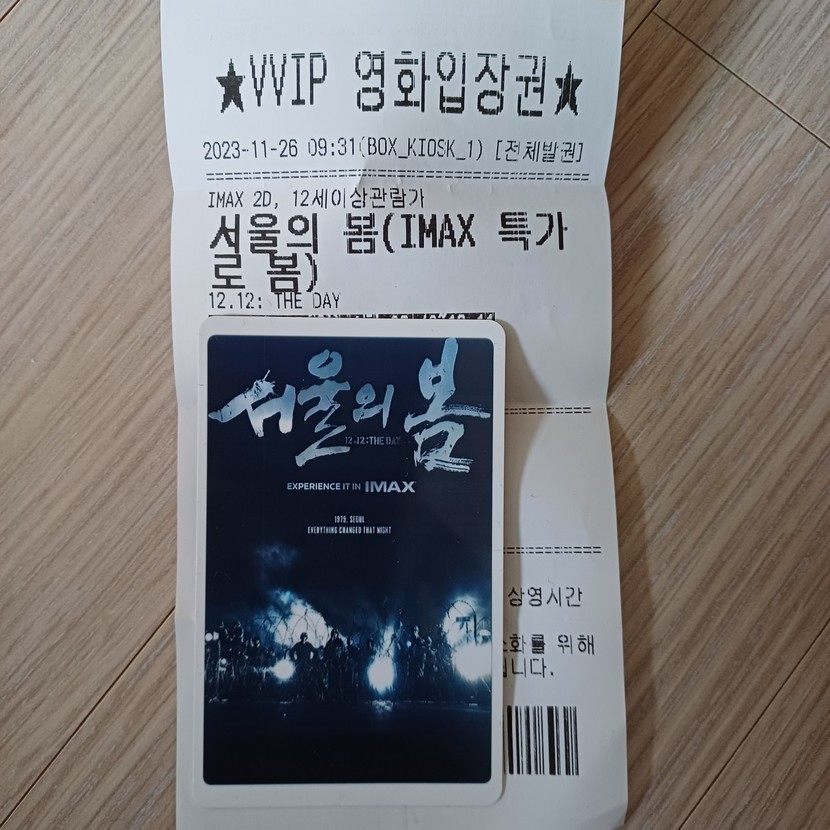 ★VVIP 영화입장권★
2023-11-26 09:31(BOX_KIOSK_1) [전체발권]
IMAX 2D, 12세이상관람가
서울의 봄(IMAX 특가
로 봄)
12.12: THE DAY
서울의 봄
12.12:THE DAY
EXPERIENCE IT IN IMAX
1979, SEOUL
EVERYTHING CHANGED THAT NIGHT
상영시간
화를 위해
니다.